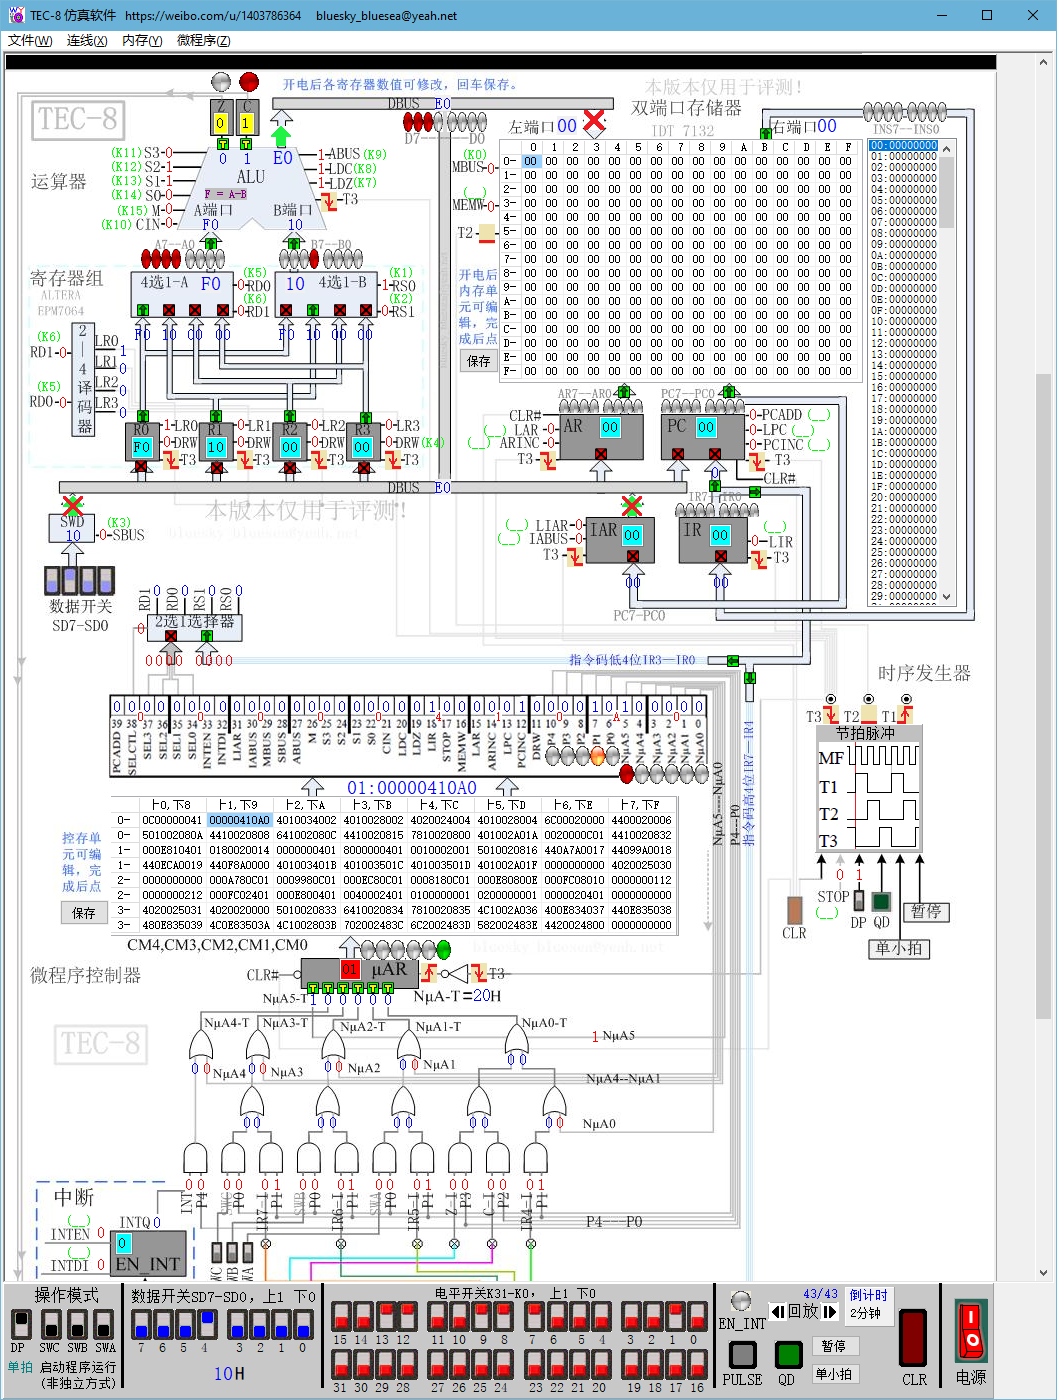 TEC-8 仿真软件   https://weibo.com/u/1403786364   bluesky_bluesea@yeah.net
文件(W)   连线(X)   内存(Y)   微程序(Z)
开电后各寄存器数值可修改，回车保存。
本版本仅用于评测！
TEC-8
Z C
0 1
DBUS E0
D7----D0
左端口00
双端口存储器
IDT 7132
右端口00
INS7--INS0
运算器
(K11) S3-0
(K12) S2-1
(K13) S1-1
(K14) S0-0
(K15) M-0
(K10) CIN-0
0 1 E0
ALU
F = A-B
A端口 B端口
F0 10
1-ABUS (K9)
1-LDC (K8)
1-LDZ (K7)
T3
(K0)
MBUS-0
(__)
MEMW-0
T2
0 1 2 3 4 5 6 7 8 9 A B C D E F
0- 00 00 00 00 00 00 00 00 00 00 00 00 00 00 00 00
1- 00 00 00 00 00 00 00 00 00 00 00 00 00 00 00 00
2- 00 00 00 00 00 00 00 00 00 00 00 00 00 00 00 00
3- 00 00 00 00 00 00 00 00 00 00 00 00 00 00 00 00
4- 00 00 00 00 00 00 00 00 00 00 00 00 00 00 00 00
5- 00 00 00 00 00 00 00 00 00 00 00 00 00 00 00 00
6- 00 00 00 00 00 00 00 00 00 00 00 00 00 00 00 00
7- 00 00 00 00 00 00 00 00 00 00 00 00 00 00 00 00
8- 00 00 00 00 00 00 00 00 00 00 00 00 00 00 00 00
9- 00 00 00 00 00 00 00 00 00 00 00 00 00 00 00 00
A- 00 00 00 00 00 00 00 00 00 00 00 00 00 00 00 00
B- 00 00 00 00 00 00 00 00 00 00 00 00 00 00 00 00
C- 00 00 00 00 00 00 00 00 00 00 00 00 00 00 00 00
D- 00 00 00 00 00 00 00 00 00 00 00 00 00 00 00 00
E- 00 00 00 00 00 00 00 00 00 00 00 00 00 00 00 00
F- 00 00 00 00 00 00 00 00 00 00 00 00 00 00 00 00
开电后
内存单
元可编
辑，完
成后点
保存
00:00000000
01:00000000
02:00000000
03:00000000
04:00000000
05:00000000
06:00000000
07:00000000
08:00000000
09:00000000
0A:00000000
0B:00000000
0C:00000000
0D:00000000
0E:00000000
0F:00000000
10:00000000
11:00000000
12:00000000
13:00000000
14:00000000
15:00000000
16:00000000
17:00000000
18:00000000
19:00000000
1A:00000000
1B:00000000
1C:00000000
1D:00000000
1E:00000000
1F:00000000
20:00000000
21:00000000
22:00000000
23:00000000
24:00000000
25:00000000
26:00000000
27:00000000
28:00000000
29:00000000
A7--A0
B7--B0
寄存器组
ALTERA
EPM7064
4选1-A F0
(K5)
0-RD0
(K6)
0-RD1
10 4选1-B
(K1)
1-RS0
(K2)
0-RS1
F0 10 00 00
F0 10 00 00
(K6)
RD1-0
(K5)
RD0-0
2—4译码器
LR0 1
LR1 0
LR2 0
LR3 0
R0 F0
1-LR0
0-DRW
T3
R1 10
0-LR1
0-DRW
T3
R2 00
0-LR2
0-DRW
T3
R3 00
0-LR3
0-DRW (K4)
T3
AR7--AR0
PC7--PC0
CLR#
(__) LAR-0
(__) ARINC-0
T3
AR 00
PC 00
0-PCADD (__)
0-LPC (__)
0-PCINC(__)
T3
CLR#
DBUS E0
本版本仅用于评测！
bluesky_bluesea@yeah.net
0
IR7--IR0
SWD
10
(K3)
0-SBUS
(__) LIAR-0
(__) IABUS-0
T3
IAR 00
IR 00
(__)
0-LIR
T3
00 00
PC7-PC0
数据开关
SD7-SD0
RD1 0
RD0 0
RS1 0
RS0 0
0 2选1选择器
0000 0000
指令码低4位IR3—IR0
指令码高4位IR7—IR4
时序发生器
T3 T2 T1
节拍脉冲
MF
T1
T2
T3
STOP 0 1
(__)
CLR DP QD
暂停
单小拍
PCADD 39
SELCTL 38
SEL3 37
SEL2 36
SEL1 35
SEL0 34
INTEN 33
INTDI 32
LIAR 31
IABUS 30
MBUS 29
SBUS 28
ABUS 27
M 26
S3 25
S2 24
S1 23
S0 22
CIN 21
LDC 20
LDZ 19
LIR 18
STOP 17
MEMW 16
LAR 15
ARINC 14
LPC 13
PCINC 12
DRW 11
P4 10
P3 9
P2 8
P1 7
P0 6
NμA5 5
NμA4 4
NμA3 3
NμA2 2
NμA1 1
NμA0 0
01:00000410A0
上0,下8 上1,下9 上2,下A 上3,下B 上4,下C 上5,下D 上6,下E 上7,下F
0- 0C00000041 00000410A0 4010034002 4010028002 4020024004 4010028004 6C00020000 4400020006
0- 501002080A 4410020808 641002080C 4410020815 7810020800 401002A01A 0020000C01 4410020832
1- 000E810401 0180020014 0000000401 8000000401 0010002001 5010020816 440A7A0017 44099A0018
1- 440ECA0019 440F8A0000 401003401B 401003501C 401003501D 401002A01F 0000000000 4020025030
2- 0000000000 000A780C01 0009980C01 000EC80C01 0008180C01 000E80800E 000FC08010 0000000112
2- 0000000212 000FC02401 000E800401 0040002401 0100000001 0200000001 0000020401 0000000000
3- 4020025031 4020020000 5010020833 6410020834 7810020835 4C1002A036 400E834037 440E835038
3- 480E835039 4C0E83503A 4C1002803B 702002483C 6C2002483D 582002483E 4C20024800 0000000000
控存单
元可编
辑，完
成后点
保存
NμA5----NμA0
P4---P0
CM4,CM3,CM2,CM1,CM0
微程序控制器
CLR#
01 μAR
T3
NμA5-T 1 0 0 0 0 0
NμA-T=20H
NμA4-T NμA3-T NμA2-T NμA1-T NμA0-T
1 NμA5
NμA4 NμA3 NμA2 NμA1
NμA4--NμA1
NμA0
TEC-8
INT P4 SWC P0 IR7-I P1 SWB P0 IR6-I P1 SWA P0 IR5-I P1 Z-I P3 C-I P2 IR4-I P1
P4---P0
中断
INTQ 0
(__)
INTEN 0
(__)
INTDI 0
0
EN_INT
WC WB WA
操作模式
DP SWC SWB SWA
单拍 启动程序运行
(非独立方式)
数据开关SD7-SD0, 上1 下0
7 6 5 4 3 2 1 0
10H
电平开关K31-K0， 上1 下0
15 14 13 12 11 10 9 8 7 6 5 4 3 2 1 0
31 30 29 28 27 26 25 24 23 22 21 20 19 18 17 16
EN_INT
43/43
回放
倒计时
2分钟
PULSE QD
暂停
单小拍
CLR
电源